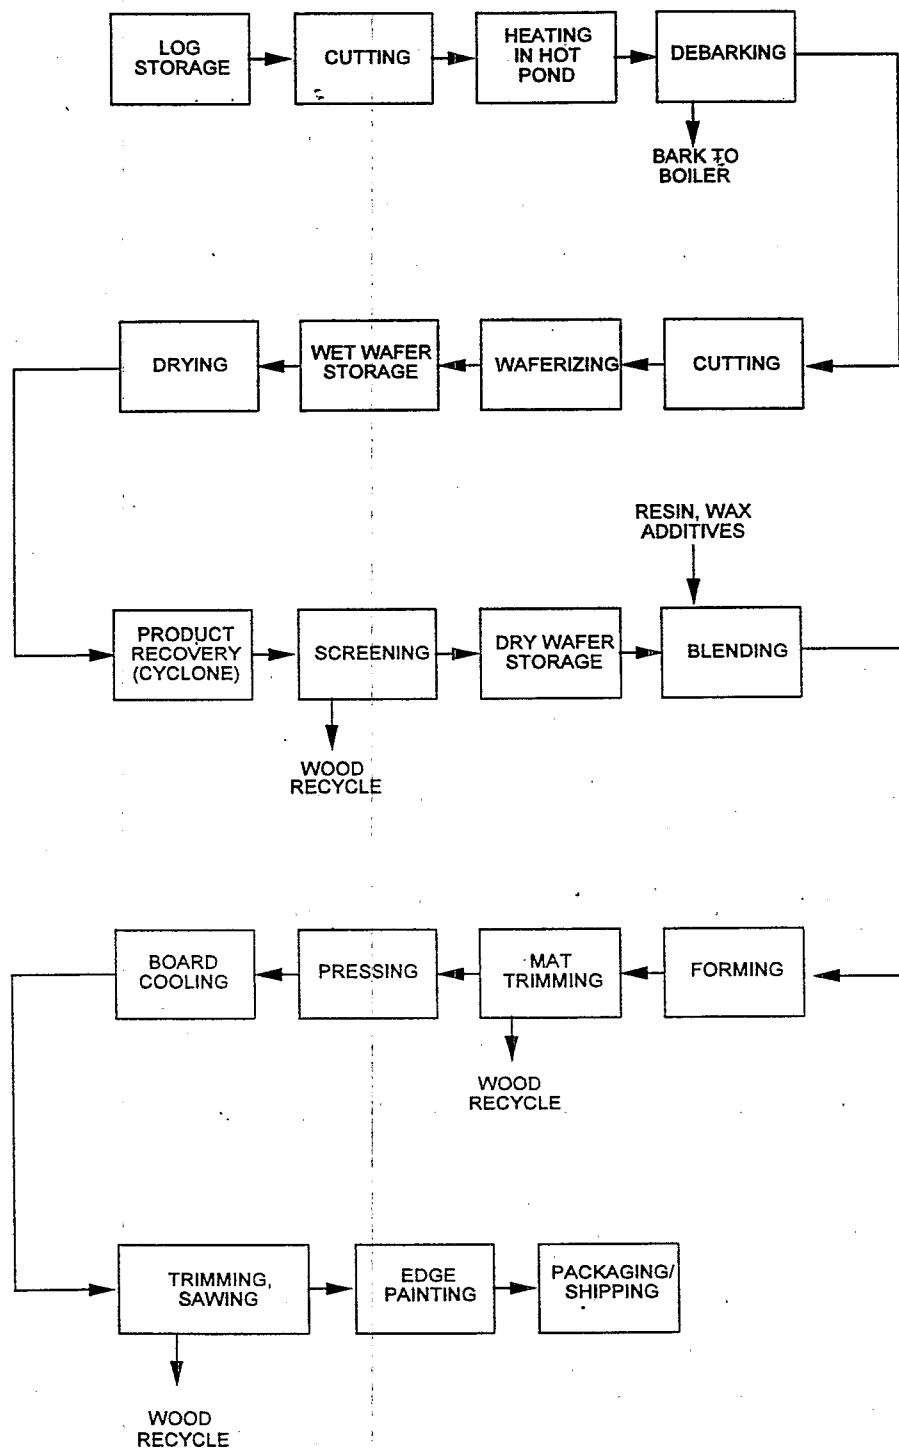 LOG
STORAGE
CUTTING
HEATING
IN HOT
POND
DEBARKING
BARK TO
BOILER
DRYING
WET WAFER
STORAGE
WAFERIZING
CUTTING
RESIN, WAX
ADDITIVES
PRODUCT
RECOVERY
(CYCLONE)
SCREENING
DRY WAFER
STORAGE
BLENDING
WOOD
RECYCLE
BOARD
COOLING
PRESSING
MAT
TRIMMING
FORMING
WOOD
RECYCLE
TRIMMING,
SAWING
EDGE
PAINTING
PACKAGING/
SHIPPING
WOOD
RECYCLE